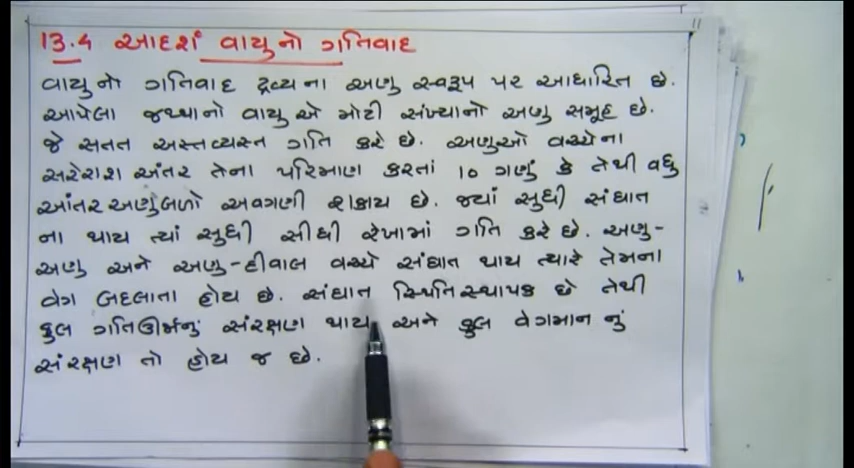 13.4 આદર્શ વાયુનો ગતિવાદ
વાયુનો ગતિવાદ દ્રવ્યના અણુ સ્વરૂપ પર આધારિત છે.
આપેલા જથ્થાનો વાયુ એ મોટી સંખ્યાનો અણુ સમૂહ છે.
જે સતત અસ્તવ્યસ્ત ગતિ કરે છે. અણુઓ વચ્ચેના
સરેરાશ અંતર તેના પરિમાણ કરતાં 10 ગણું કે તેથી વધુ
આંતર અણુબળો અવગણી શકાય છે. જ્યાં સુધી સંઘાત
ના થાય ત્યાં સુધી સીધી રેખામાં ગતિ કરે છે. અણુ-
અણુ અને અણુ-દીવાલ વચ્ચે સંઘાત થાય ત્યારે તેમના
વેગ બદલાતા હોય છે. સંઘાત સ્થિતિસ્થાપક છે તેથી
કુલ ગતિઊર્જાનું સંરક્ષણ થાય અને કુલ વેગમાન નું
સંરક્ષણ તો હોય જ છે.